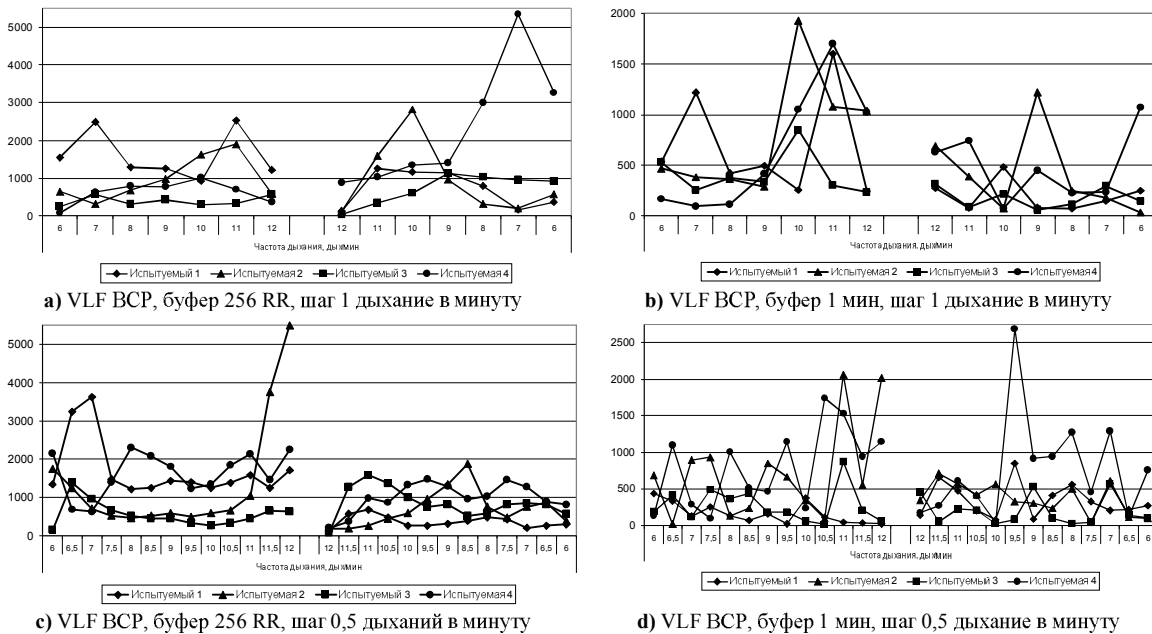 5000
4000
3000
2000
1000
0
6 7 8 9 10 11 12 12 11 10 9 8 7 6
Частота дыхания, дых/мин
Испытуемый 1 Испытуемая 2 Испытуемый 3 Испытуемая 4
a) VLF ВСР, буфер 256 RR, шаг 1 дыхание в минуту
2000
1500
1000
500
0
6 7 8 9 10 11 12 12 11 10 9 8 7 6
Частота дыхания, дых/мин
Испытуемый 1 Испытуемая 2 Испытуемый 3 Испытуемая 4
b) VLF ВСР, буфер 1 мин, шаг 1 дыхание в минуту
5000
4000
3000
2000
1000
0
6 6,5 7 7,5 8 8,5 9 9,5 10 10,5 11 11,5 12 12 11,5 11 10,5 10 9,5 9 8,5 8 7,5 7 6,5 6
Частота дыхания, дых/мин
Испытуемый 1 Испытуемая 2 Испытуемый 3 Испытуемая 4
c) VLF ВСР, буфер 256 RR, шаг 0,5 дыханий в минуту
2500
2000
1500
1000
500
0
6 6,5 7 7,5 8 8,5 9 9,5 10 10,5 11 11,5 12 12 11,5 11 10,5 10 9,5 9 8,5 8 7,5 7 6,5 6
Частота дыхания, дых/мин
Испытуемый 1 Испытуемая 2 Испытуемый 3 Испытуемая 4
d) VLF ВСР, буфер 1 мин, шаг 0,5 дыхание в минуту